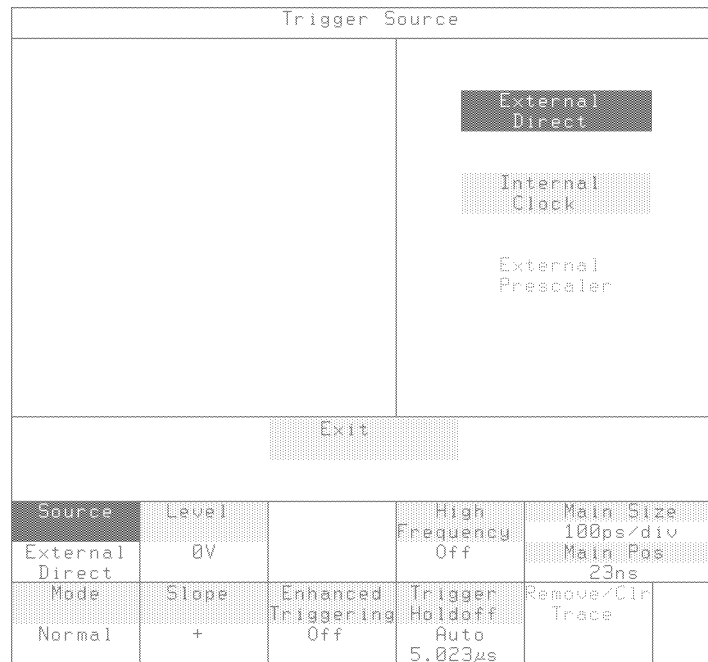 Trigger Source
External
Direct
Internal
Clock
External
Prescaler
Exit
Source
External
Direct
Level
0V
High
Frequency
Off
Main Size
100ps/div
Main Pos
23ns
Mode
Normal
Slope
+
Enhanced
Triggering
Off
Trigger
Holdoff
Auto
5.023µs
Remove/Clr
Trace